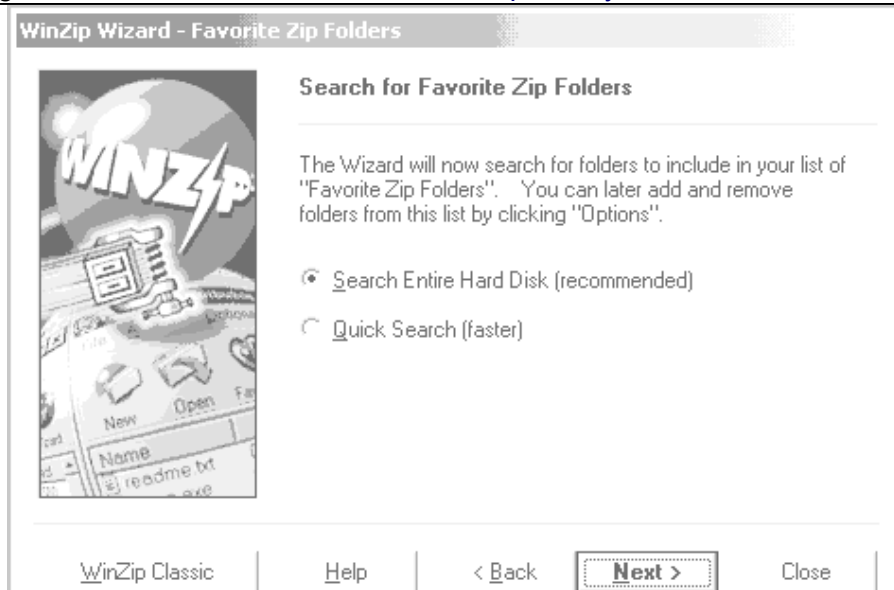 WinZip Wizard - Favorite Zip Folders
WINZIP
Search for Favorite Zip Folders
The Wizard will now search for folders to include in your list of
"Favorite Zip Folders". You can later add and remove
folders from this list by clicking "Options".
Search Entire Hard Disk (recommended)
Quick Search (faster)
New
Open
Name
readme.txt
WinZip Classic
Help
< Back
Next >
Close